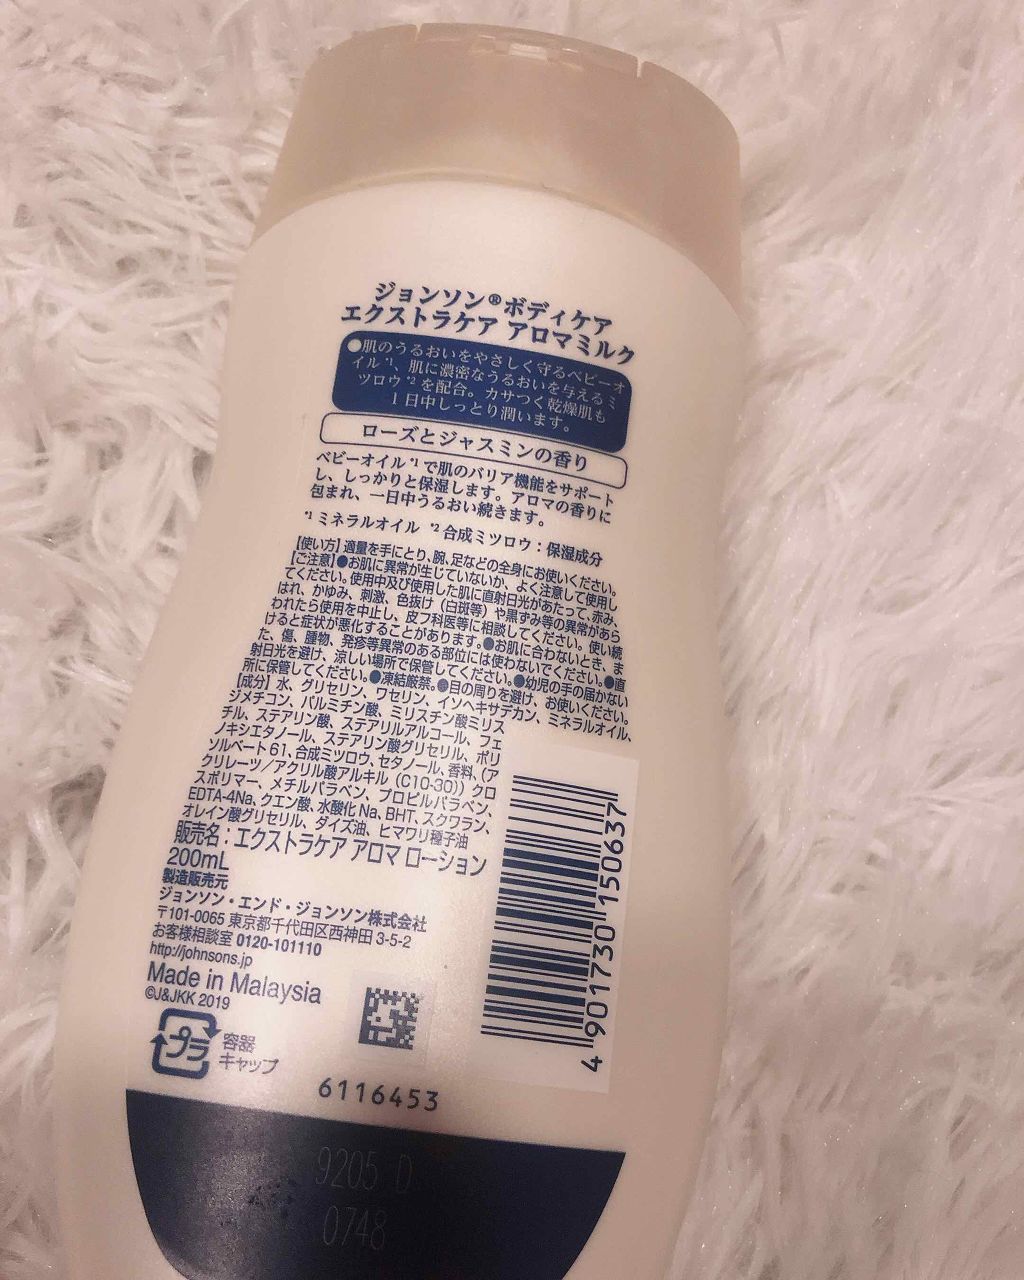 ジョンソン®ボディケア
エクストラケア アロマミルク
●肌のうるおいをやさしく守るベビーオ
イル*1、肌に濃密なうるおいを与えるミ
ツロウ*2を配合。カサつく乾燥肌も
1日中しっとり潤います。
ローズとジャスミンの香り
ベビーオイル*1で肌のバリア機能をサポート
し、しっかりと保湿します。アロマの香りに
包まれ、一日中うるおい続きます。
*1 ミネラルオイル *2 合成ミツロウ:保湿成分
【使い方】適量を手にとり、腕、足などの全身にお使いください。
【ご注意】●お肌に異常が生じていないか、よく注意して使用し
てください。使用中及び使用した肌に直射日光があたって、赤み、
はれ、かゆみ、刺激、色抜け(白斑等)や黒ずみ等の異常があら
われたら使用を中止し、皮フ科医等に相談してください。使い続
けると症状が悪化することがあります。●お肌に合わないとき、ま
た、傷、腫物、発疹等異常のある部位には使わないでください。●直
射日光を避け、涼しい場所で保管してください。●幼児の手の届かない
所に保管してください。●凍結厳禁。●目の周りを避け、お使いください。
【成分】水、グリセリン、ワセリン、イソヘキサデカン、ミネラルオイル、
ジメチコン、パルミチン酸、ミリスチン酸ミリス
チル、ステアリン酸、ステアリルアルコール、フェ
ノキシエタノール、ステアリン酸グリセリル、ポリ
ソルベート61、合成ミツロウ、セタノール、香料、(ア
クリレーツ/アクリル酸アルキル(C10-30))クロ
スポリマー、メチルパラベン、プロピルパラベン、
EDTA-4Na、クエン酸、水酸化Na、BHT、スクワラン、
オレイン酸グリセリル、ダイズ油、ヒマワリ種子油
販売名:エクストラケア アロマ ローション
200mL
製造販売元
ジョンソン・エンド・ジョンソン株式会社
〒101-0065 東京都千代田区西神田 3-5-2
お客様相談室 0120-101110
http://johnsons.jp
Made in Malaysia
©J&JKK 2019
プラ
容器
キャップ
4 901730 150637
6116453
9205 D
0748